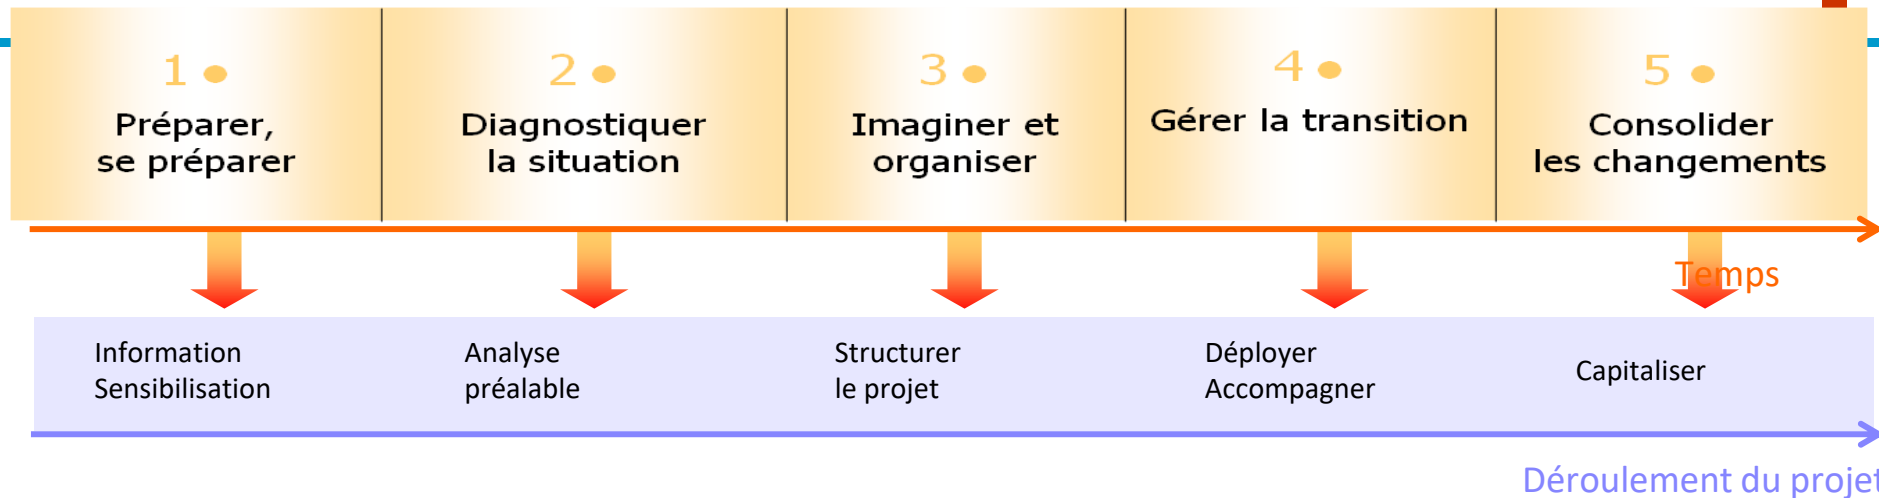 1 •
Préparer,
se préparer
2 •
Diagnostiquer
la situation
3 •
Imaginer et
organiser
4 •
Gérer la transition
5 •
Consolider
les changements
Temps
Information
Sensibilisation
Analyse
préalable
Structurer
le projet
Déployer
Accompagner
Capitaliser
Déroulement du projet